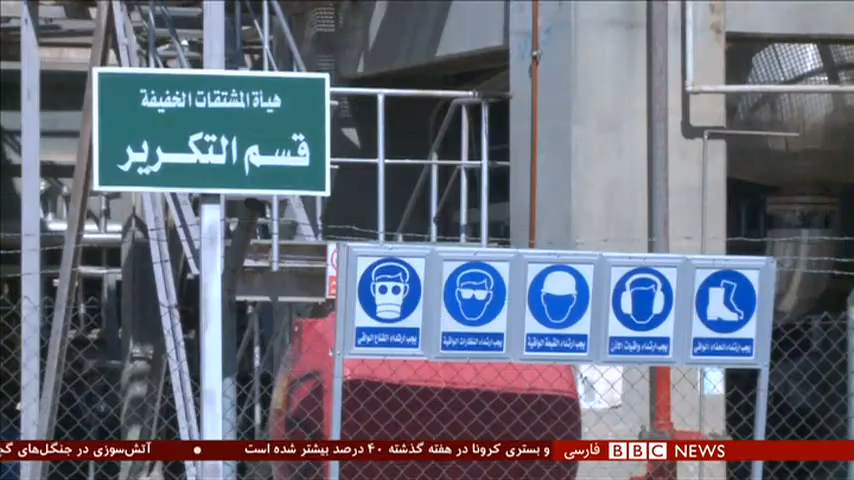 هيأة المشتقات الخفيفة
قسم التكرير
يجب ارتداء القناع الواقي
يجب ارتداء النظارات الواقية
يجب ارتداء القبعة الواقية
يجب ارتداء واقيات الاذن
يجب ارتداء الحذاء الواقي
و بستری کرونا در هفته گذشته ۴۰ درصد بیشتر شده است • آتش‌سوزی در جنگل‌های
BBC NEWS فارسی